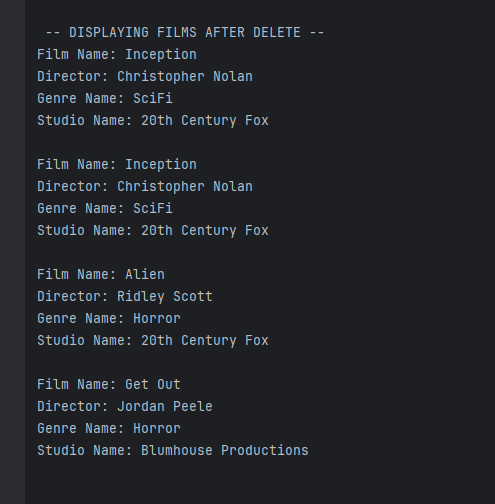 -- DISPLAYING FILMS AFTER DELETE --
Film Name: Inception
Director: Christopher Nolan
Genre Name: SciFi
Studio Name: 20th Century Fox
Film Name: Inception
Director: Christopher Nolan
Genre Name: SciFi
Studio Name: 20th Century Fox
Film Name: Alien
Director: Ridley Scott
Genre Name: Horror
Studio Name: 20th Century Fox
Film Name: Get Out
Director: Jordan Peele
Genre Name: Horror
Studio Name: Blumhouse Productions